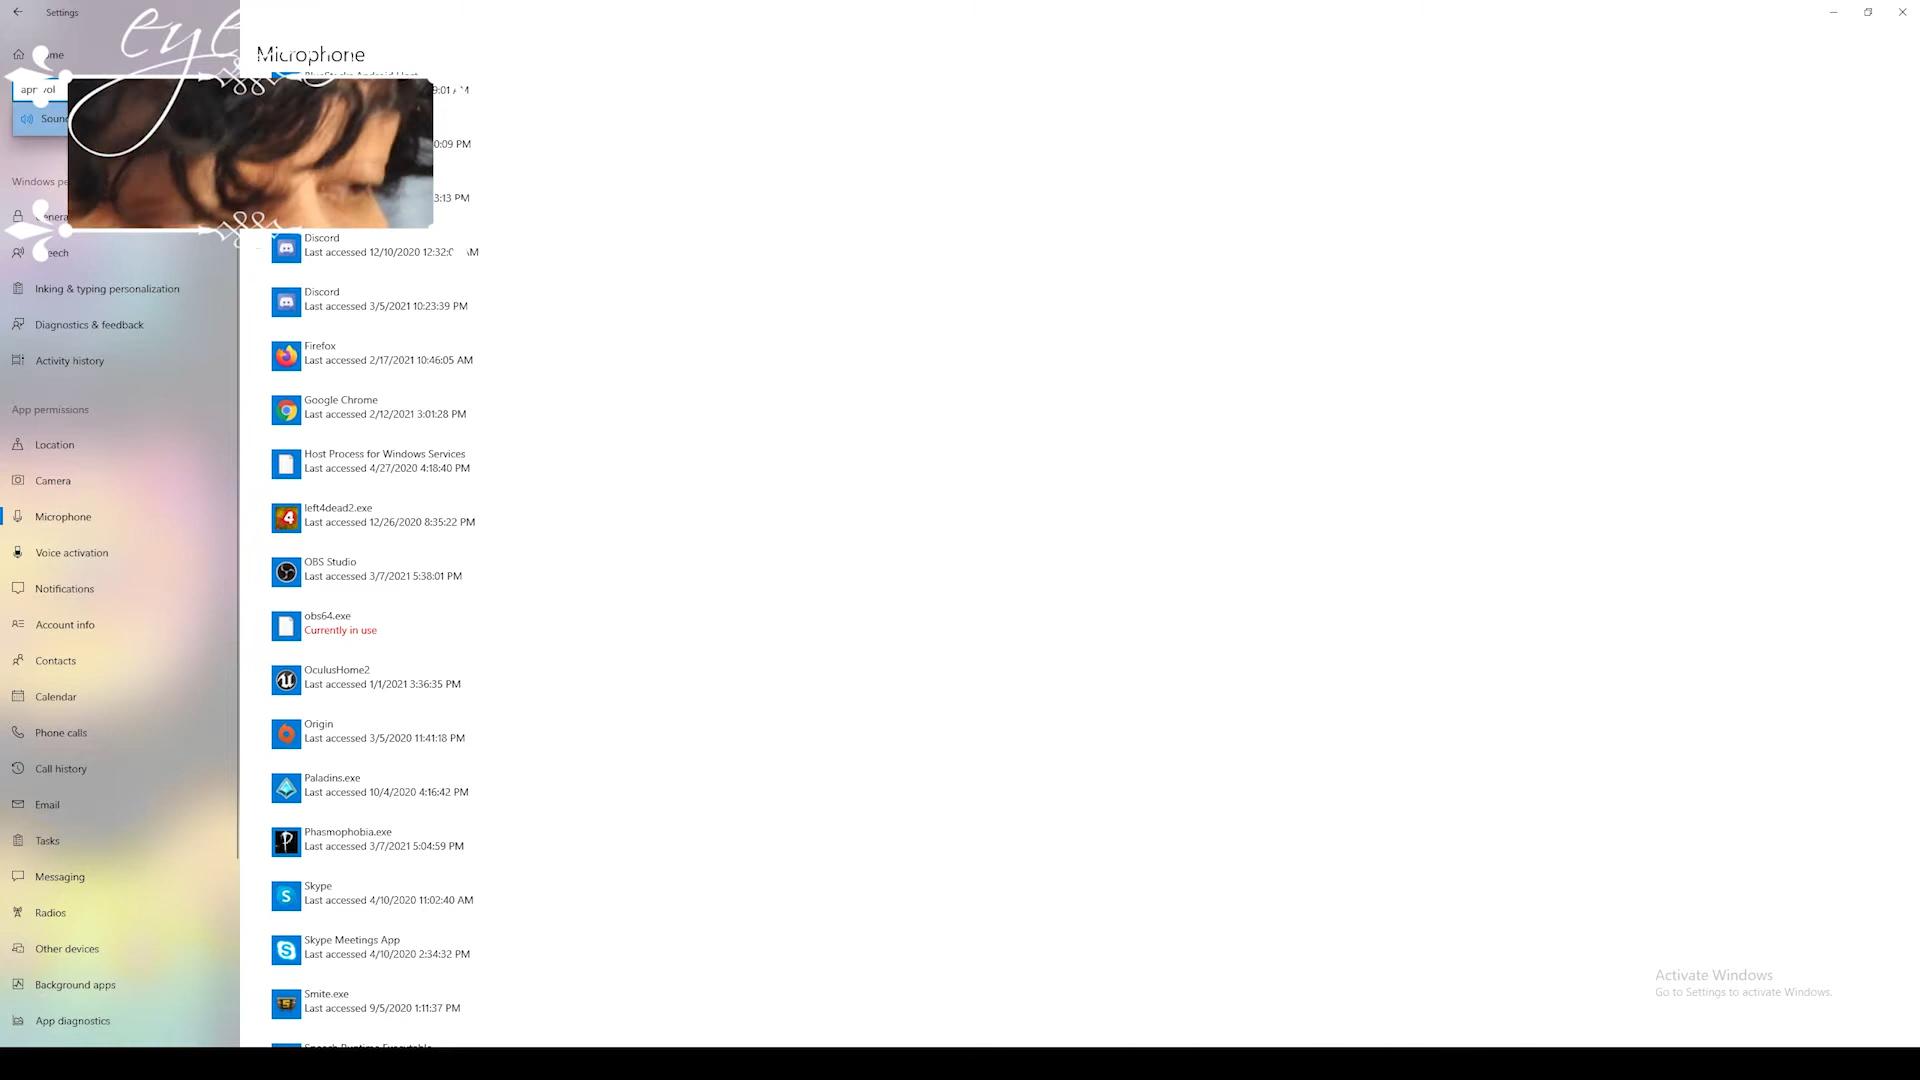 Settings
eye
Microphone
9:01
0:09 PM
3:13 PM
Windows pe
Discord
Last accessed 12/10/2020 12:32:
Discord
Last accessed 3/5/2021 10:23:39 PM
Inking & typing personalization
Diagnostics & feedback
Activity history
Firefox
Last accessed 2/17/2021 10:46:05 AM
App permissions
Google Chrome
Last accessed 2/12/2021 3:01:28 PM
Location
Host Process for Windows Services
Last accessed 4/27/2020 4:18:40 PM
Camera
left4dead2.exe
Last accessed 12/26/2020 8:35:22 PM
Microphone
Voice activation
OBS Studio
Last accessed 3/7/2021 5:38:01 PM
Notifications
obs64.exe
Currently in use
Account info
Contacts
OculusHome2
Last accessed 1/1/2021 3:36:35 PM
Calendar
Origin
Last accessed 3/5/2020 11:41:18 PM
Phone calls
Call history
Paladins.exe
Last accessed 10/4/2020 4:16:42 PM
Email
Phasmophobia.exe
Last accessed 3/7/2021 5:04:59 PM
Tasks
Messaging
Skype
Last accessed 4/10/2020 11:02:40 AM
Radios
Skype Meetings App
Last accessed 4/10/2020 2:34:32 PM
Other devices
Background apps
Smite.exe
Last accessed 9/5/2020 1:11:37 PM
App diagnostics
Activate Windows
Go to Settings to activate Windows.